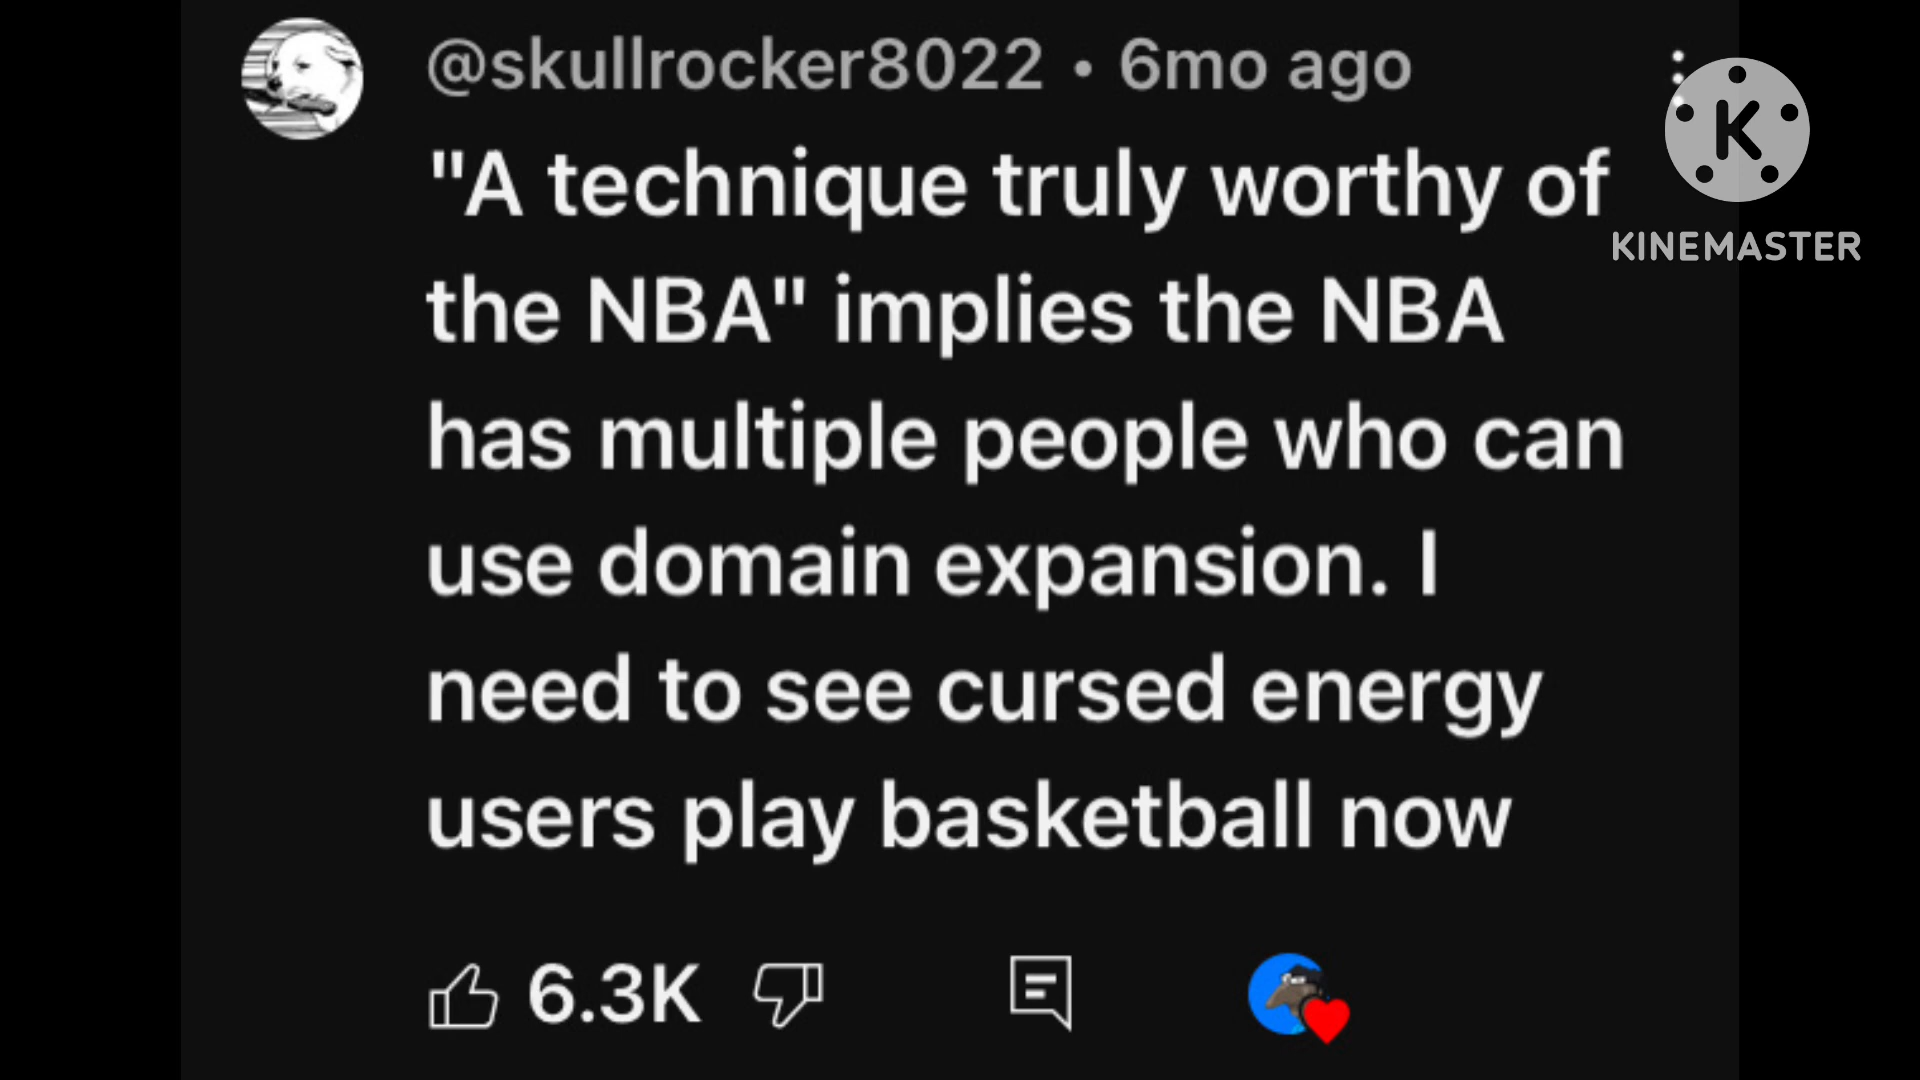 @skullrocker8022 • 6mo ago
"A technique truly worthy of
the NBA" implies the NBA
has multiple people who can
use domain expansion. I
need to see cursed energy
users play basketball now
6.3K
K
KINEMASTER